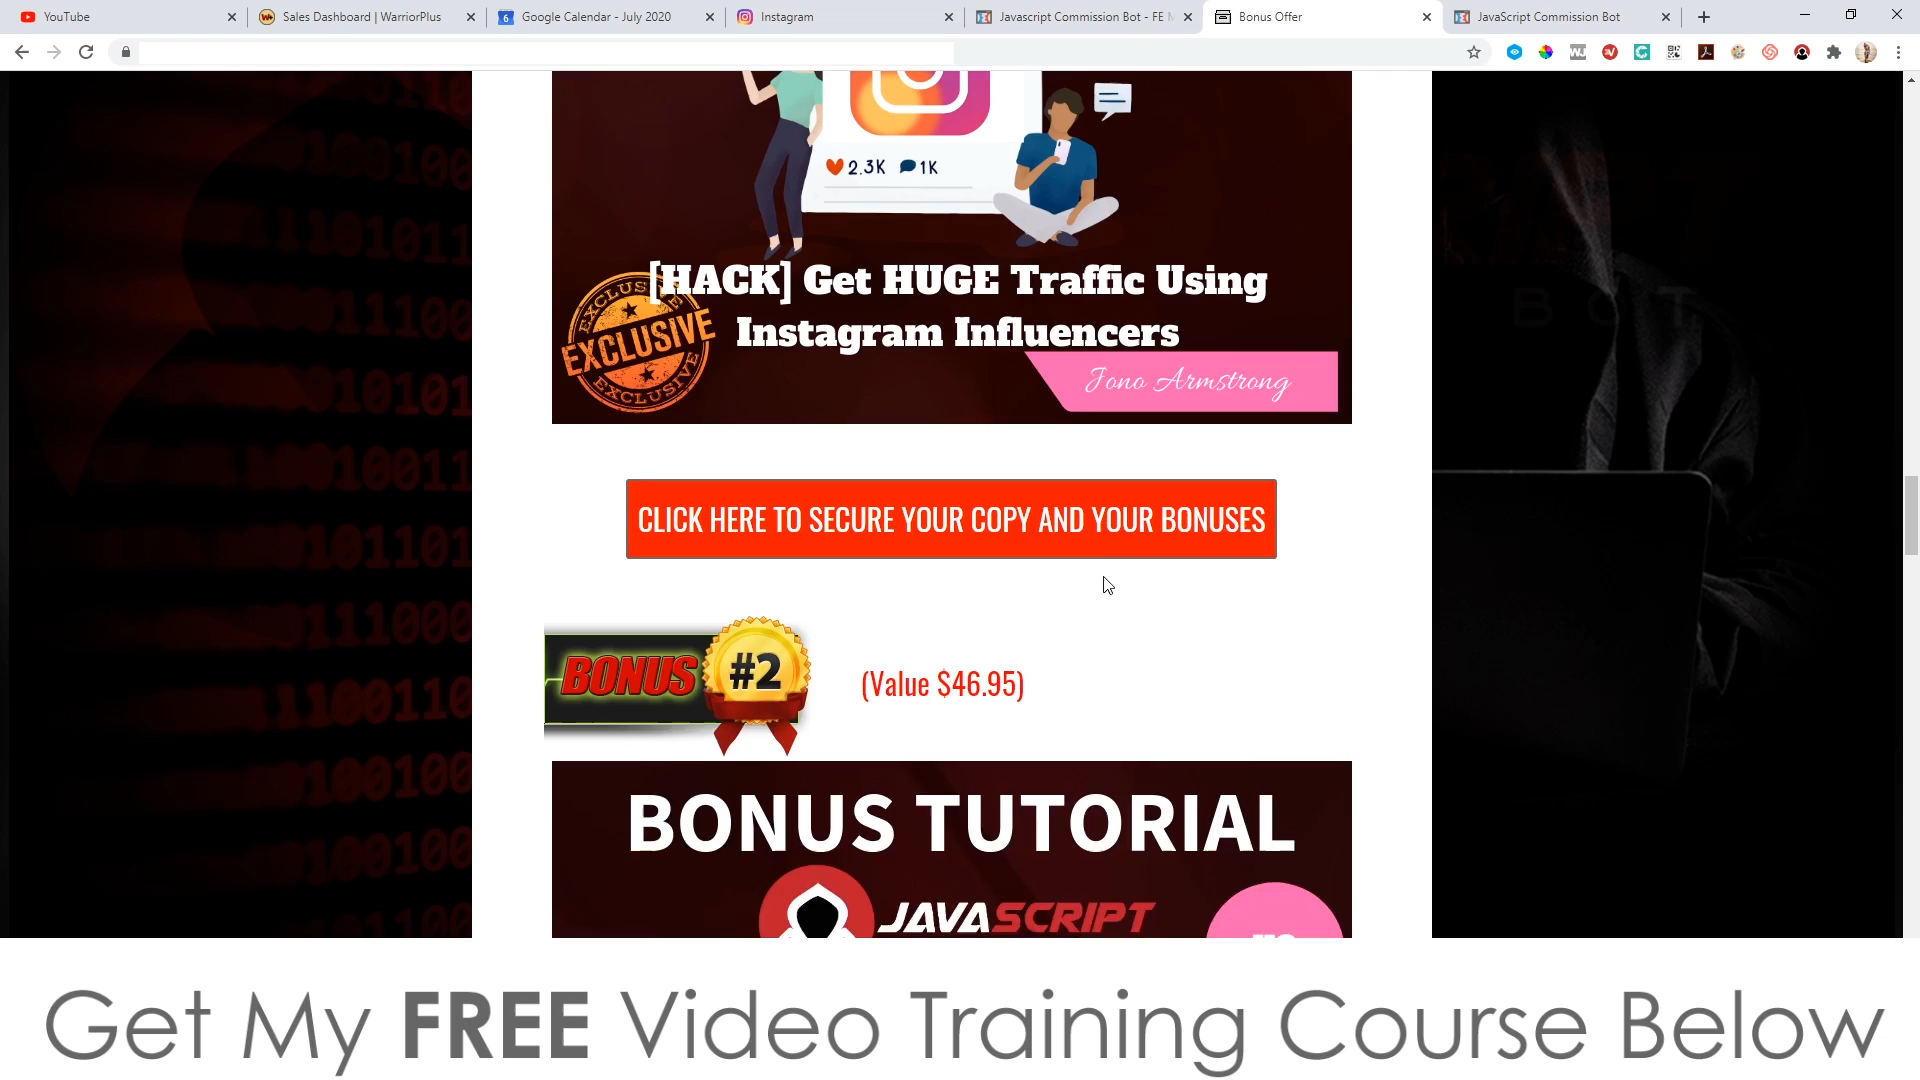 YouTube
Sales Dashboard | WarriorPlus
6
Google Calendar - July 2020
Instagram
Javascript Commission Bot - FE
Bonus Offer
JavaScript Commission Bot
2.3K
1K
[HACK] Get HUGE Traffic Using
Instagram Influencers
EXCLUSIVE
EXCLUSIVE
EXCLUSIVE
Jono Armstrong
BOT
CLICK HERE TO SECURE YOUR COPY AND YOUR BONUSES
BONUS
#2
(Value $46.95)
BONUS TUTORIAL
JAVASCRIPT
Get My FREE Video Training Course Below